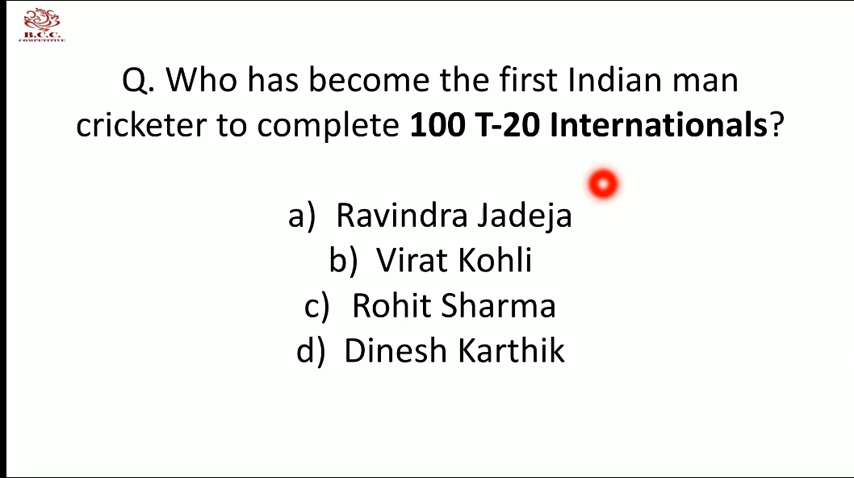 B.C.C.
COMPETITIVE
Q. Who has become the first Indian man
cricketer to complete 100 T-20 Internationals?
a) Ravindra Jadeja
b) Virat Kohli
c) Rohit Sharma
d) Dinesh Karthik